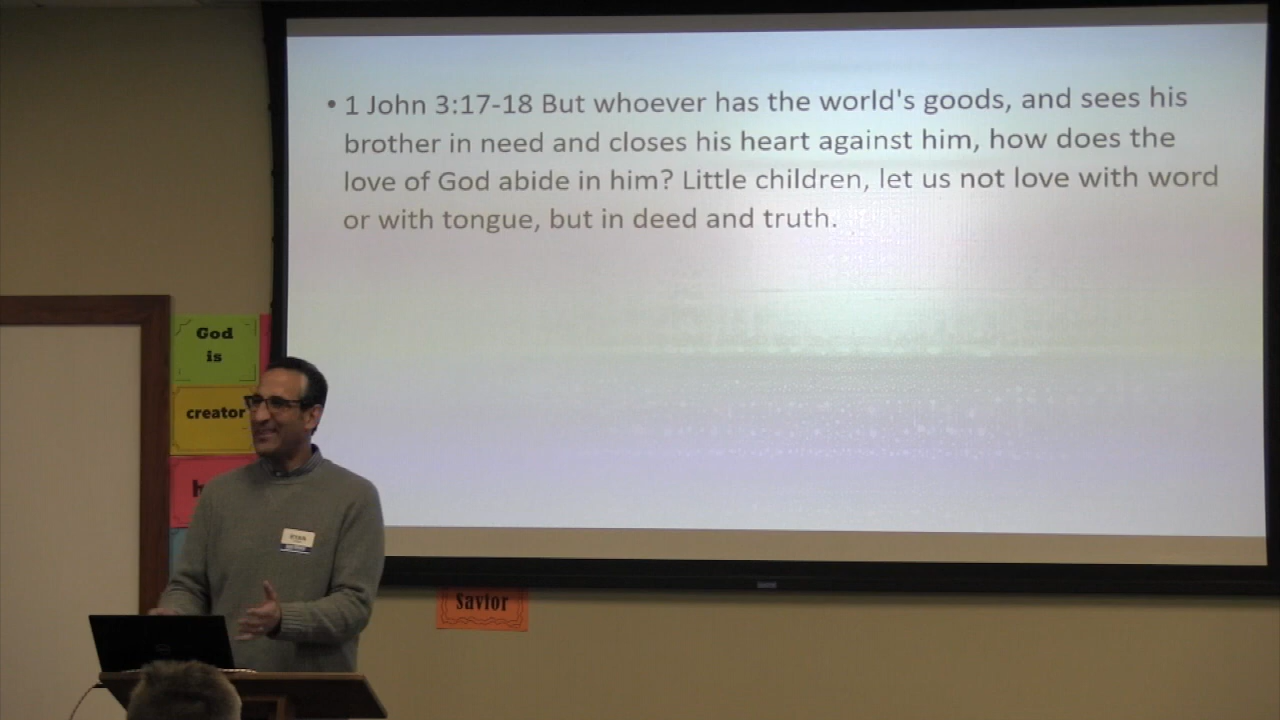 • 1 John 3:17-18 But whoever has the world's goods, and sees his
brother in need and closes his heart against him, how does the
love of God abide in him? Little children, let us not love with word
or with tongue, but in deed and truth.
God
is
creator
Savior